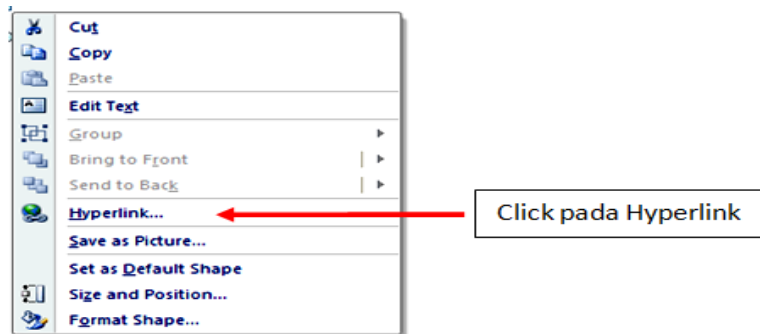 Cut
Copy
Paste
Edit Text
Group
Bring to Front
Send to Back
Hyperlink...
Click pada Hyperlink
Save as Picture...
Set as Default Shape
Size and Position...
Format Shape...